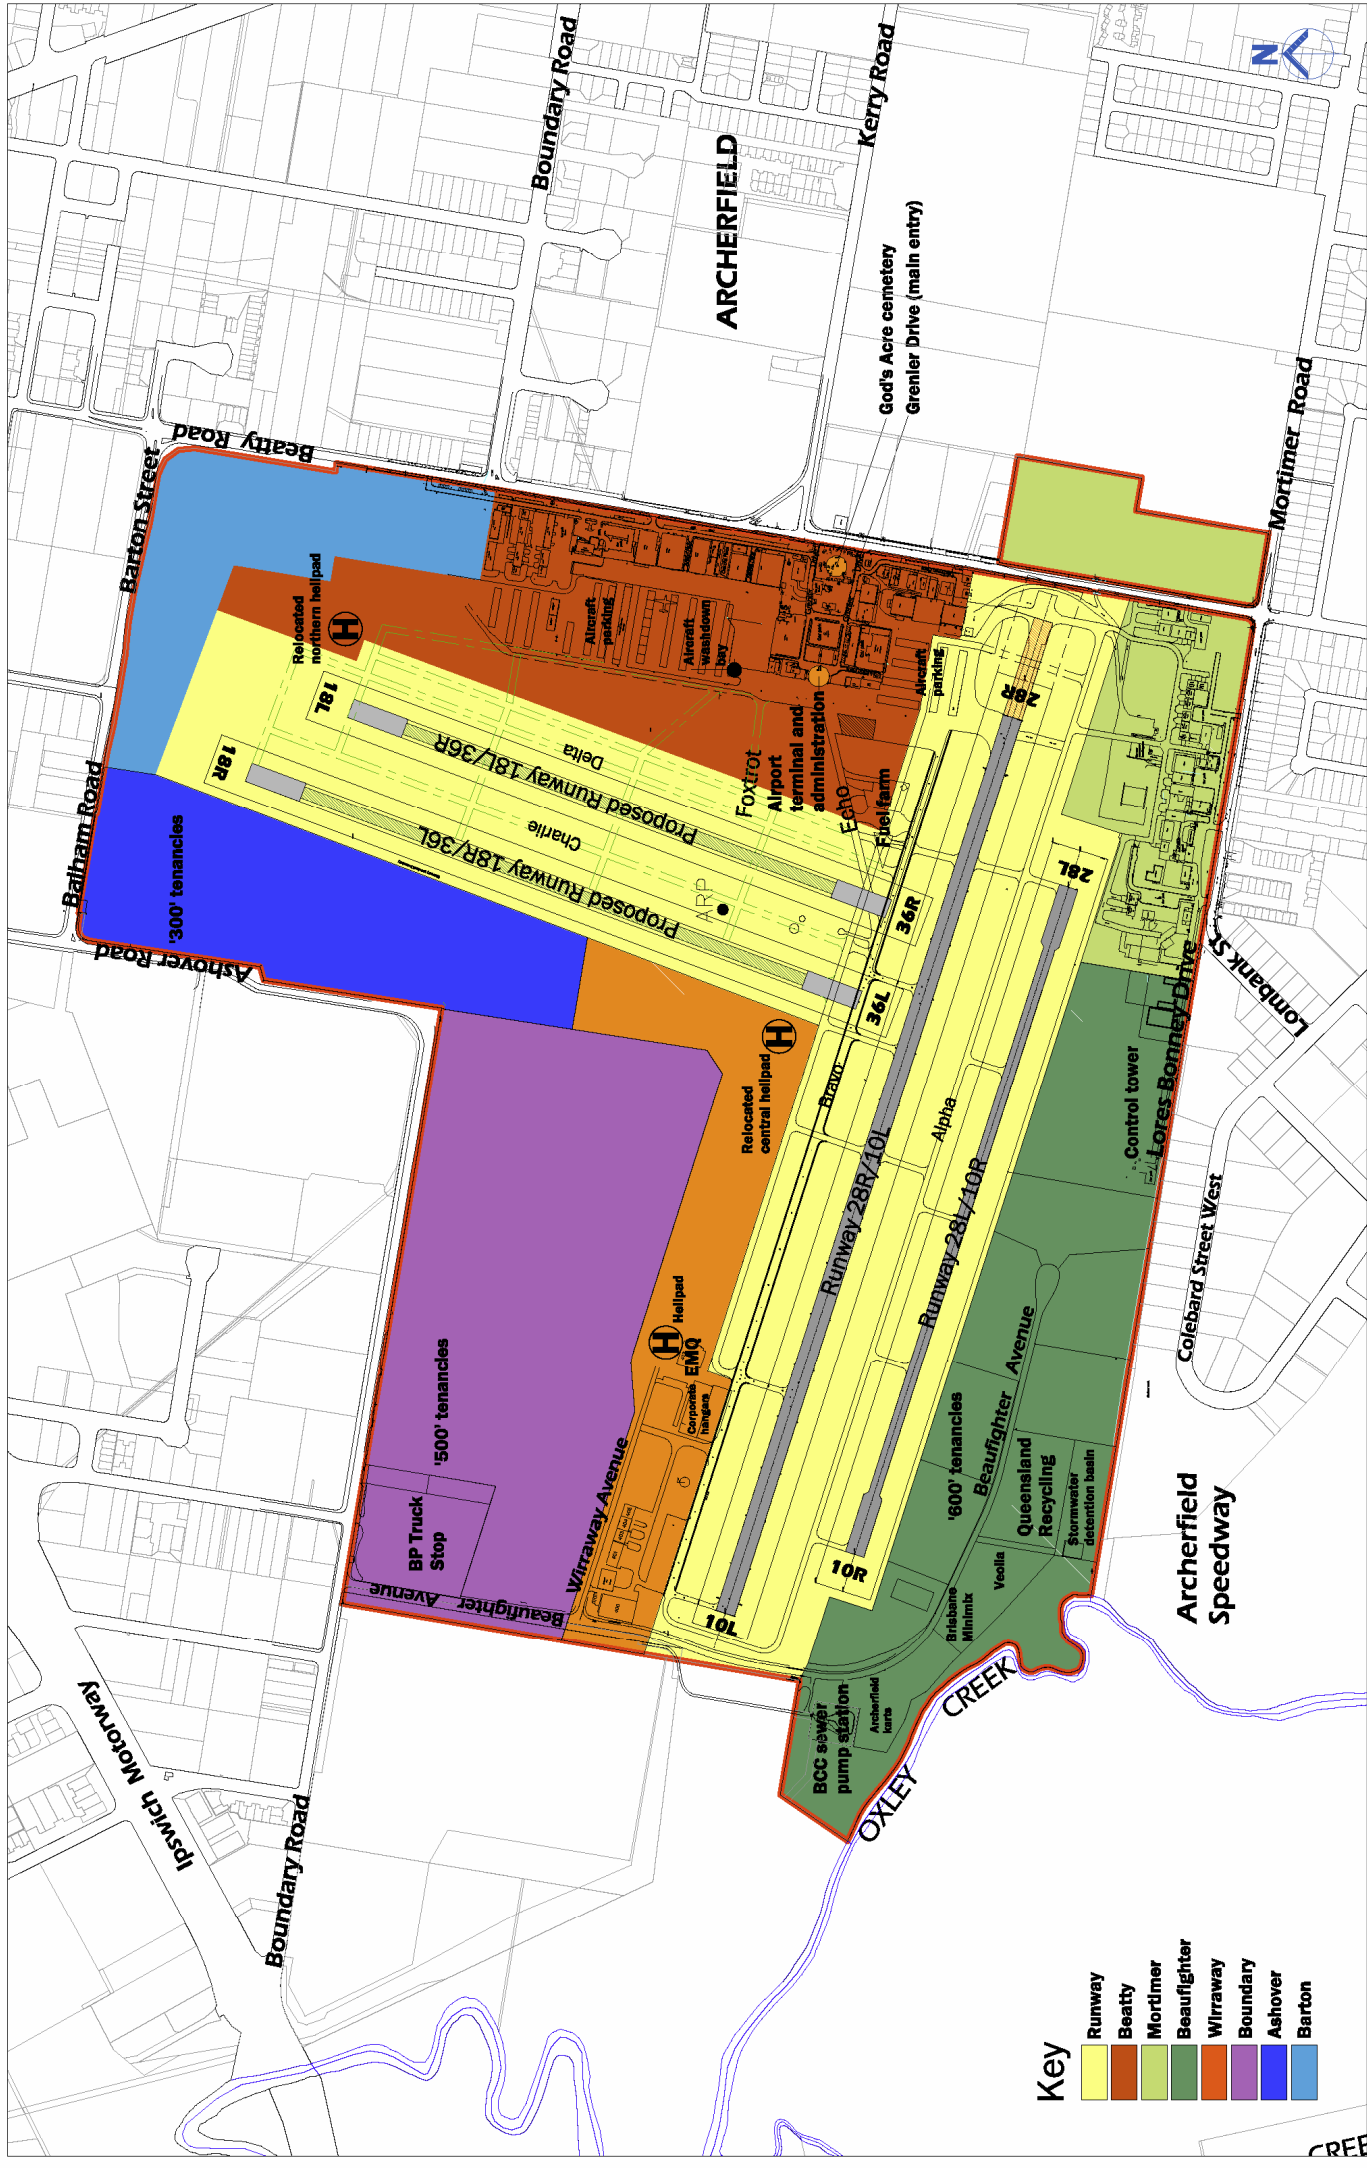 N
Boundary Road
Kerry Road
ARCHERFIELD
God's Acre cemetery
Grenier Drive (main entry)
Mortimer Road
Beatty Road
Barton Street
Balham Road
Ashover Road
Relocated
northern helipad
H
Aircraft
parking
Aircraft
washdown
bay
Aircraft
parking
Airport
terminal and
administration
Fuel farm
18L
18R
Proposed Runway 18L/36R
Proposed Runway 18R/36L
Delta
Charlie
Foxtrot
Echo
ARP
36R
36L
28R
28L
'300' tenancies
Relocated
central helipad
H
Bravo
Alpha
Runway 28R/10L
Runway 28L/10R
Control tower
Lores Bonney Drive
Lombank St
Colebard Street West
'500' tenancies
BP Truck
Stop
Beaufighter Avenue
Wirraway Avenue
H
Helipad
EMQ
Corporate
hangars
10L
10R
'600' tenancies
Beaufighter Avenue
Queensland
Recycling
Stormwater
detention basin
Veolia
Brisbane
Minimix
Archerfield
karts
BCC sewer
pump station
OXLEY CREEK
Archerfield
Speedway
Ipswich Motorway
Boundary Road
Key
Runway
Beatty
Mortimer
Beaufighter
Wirraway
Boundary
Ashover
Barton